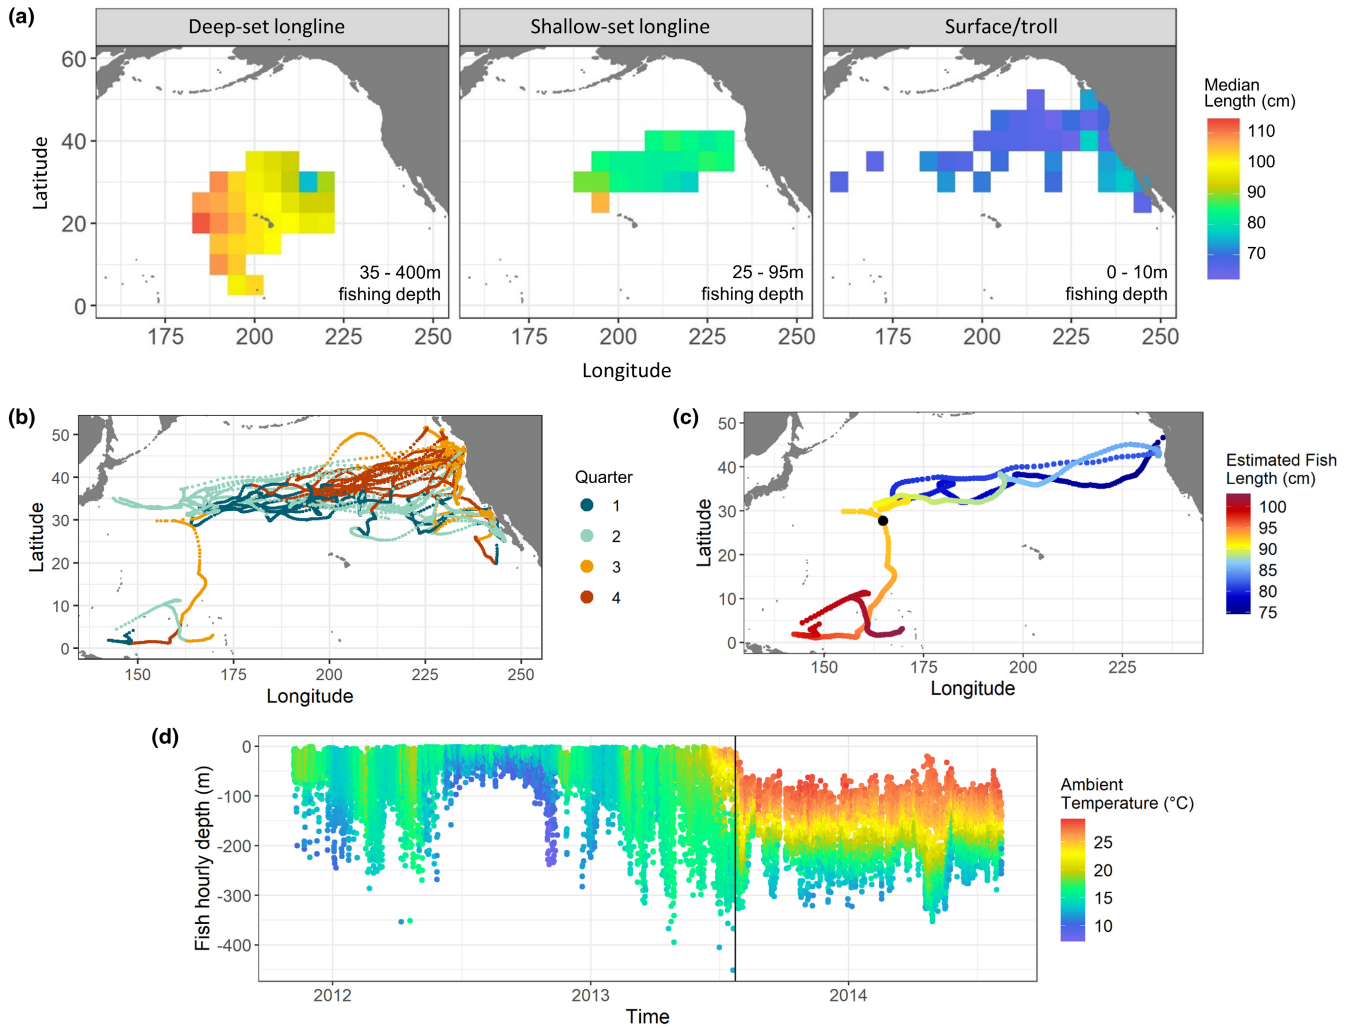 (a)
Deep-set longline
Shallow-set longline
Surface/troll
60
40
20
0
Latitude
35 - 400m
fishing depth
25 - 95m
fishing depth
0 - 10m
fishing depth
175 200 225 250
175 200 225 250
175 200 225 250
Longitude
Median
Length (cm)
110
100
90
80
70
(b)
50
40
30
20
10
0
Latitude
150 175 200 225 250
Longitude
Quarter
1
2
3
4
(c)
50
40
30
20
10
0
Latitude
150 175 200 225
Longitude
Estimated Fish
Length (cm)
100
95
90
85
80
75
(d)
0
-100
-200
-300
-400
Fish hourly depth (m)
2012 2013 2014
Time
Ambient
Temperature (°C)
25
20
15
10